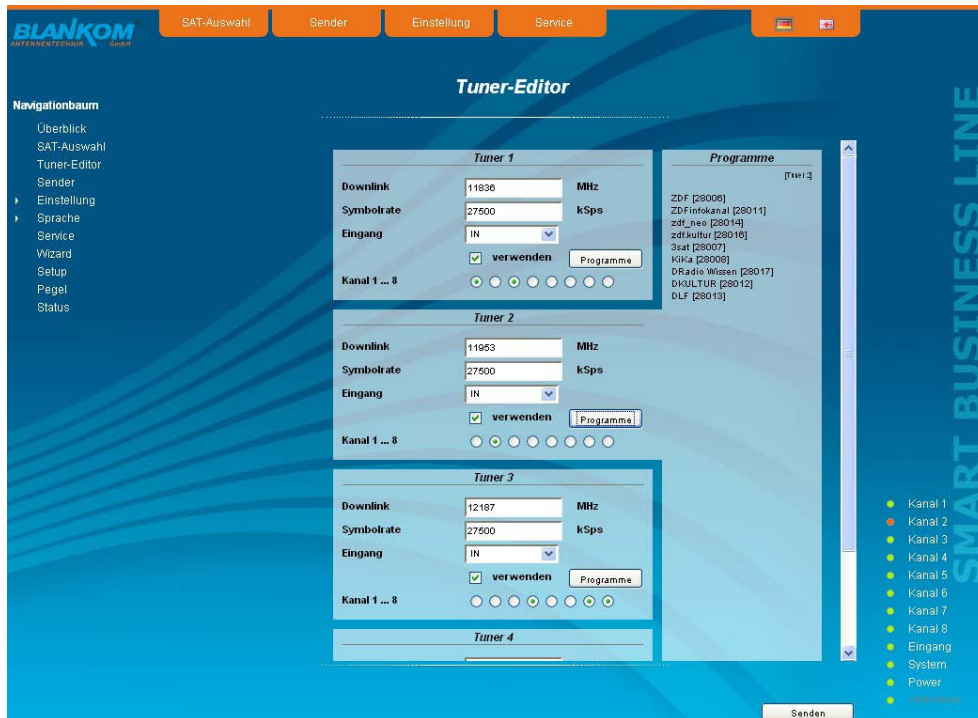 BLANKOM
ANTENNENTECHNIK GmbH
SAT-Auswahl
Sender
Einstellung
Service
Tuner-Editor
Navigationbaum
Überblick
SAT-Auswahl
Tuner-Editor
Sender
Einstellung
Sprache
Service
Wizard
Setup
Pegel
Status
Tuner 1
Downlink 11836 MHz
Symbolrate 27500 kSps
Eingang IN
verwenden Programme
Kanal 1 ... 8
Tuner 2
Downlink 11953 MHz
Symbolrate 27500 kSps
Eingang IN
verwenden Programme
Kanal 1 ... 8
Tuner 3
Downlink 12187 MHz
Symbolrate 27500 kSps
Eingang IN
verwenden Programme
Kanal 1 ... 8
Tuner 4
Programme
[Tuner 2]
ZDF [28006]
ZDFinfokanal [28011]
zdf_neo [28014]
zdf.kultur [28016]
3sat [28007]
KiKa [28008]
DRadio Wissen [28017]
DKULTUR [28012]
DLF [28013]
SMART BUSINESS LINE
Kanal 1
Kanal 2
Kanal 3
Kanal 4
Kanal 5
Kanal 6
Kanal 7
Kanal 8
Eingang
System
Power
Senden